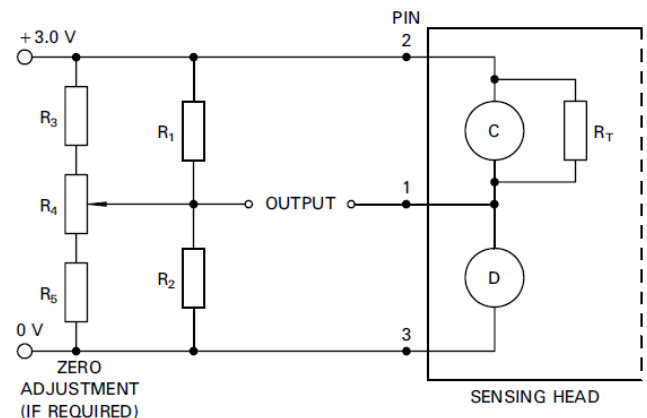 PIN
+3.0 V
2
R3
R1
C
RT
1
R4
OUTPUT
R2
D
R5
0 V
3
ZERO
ADJUSTMENT
(IF REQUIRED)
SENSING HEAD